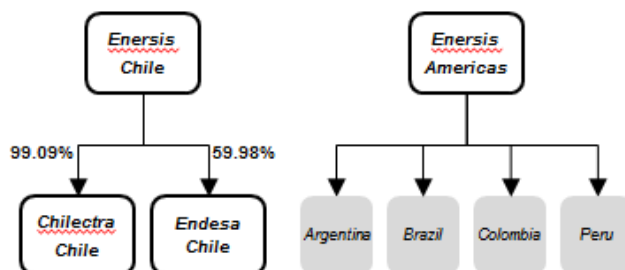 Enersis
Chile
Enersis
Americas
99.09%
59.98%
Chilectra
Chile
Endesa
Chile
Argentina
Brazil
Colombia
Peru